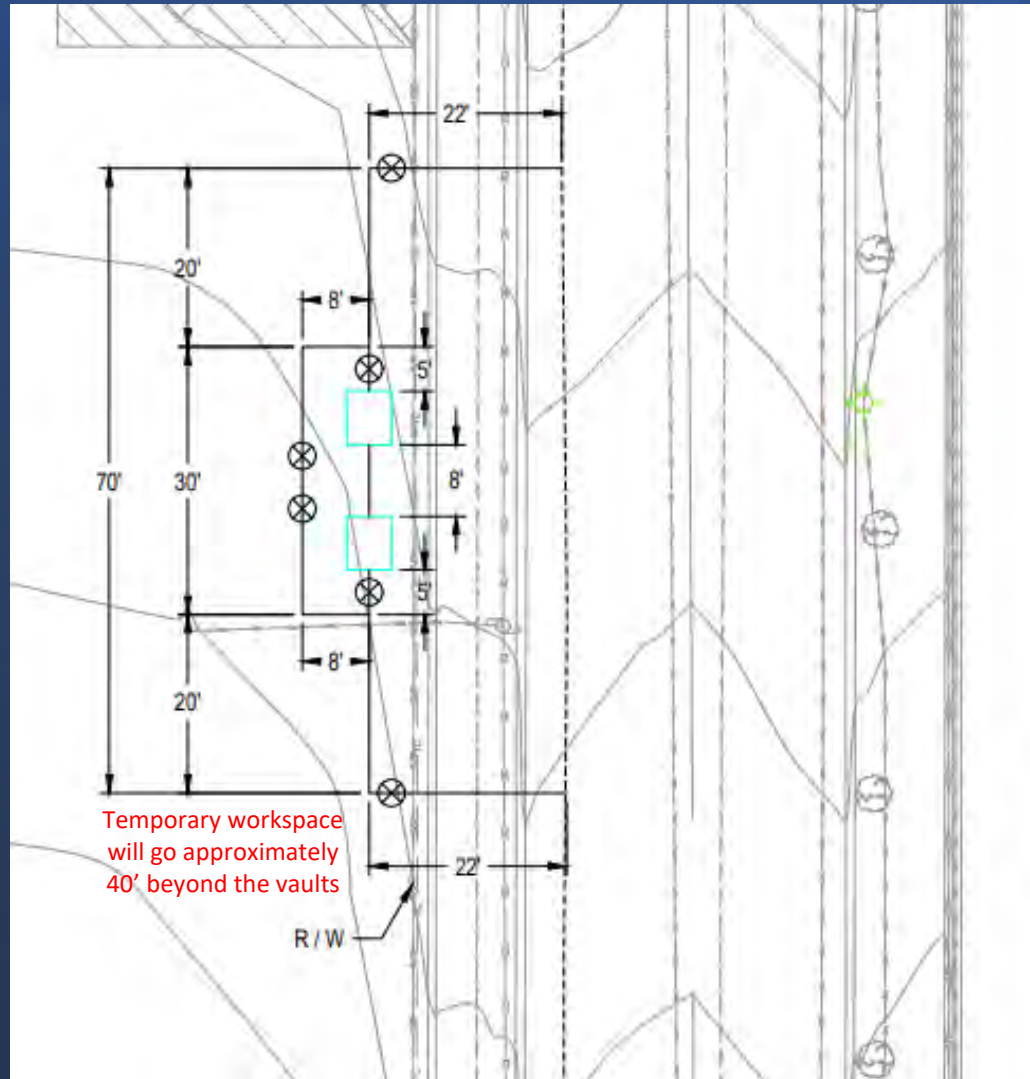 22'
20'
8'
5'
70'
30'
8'
5'
8'
20'
Temporary workspace
will go approximately
40’ beyond the vaults
22'
R / W